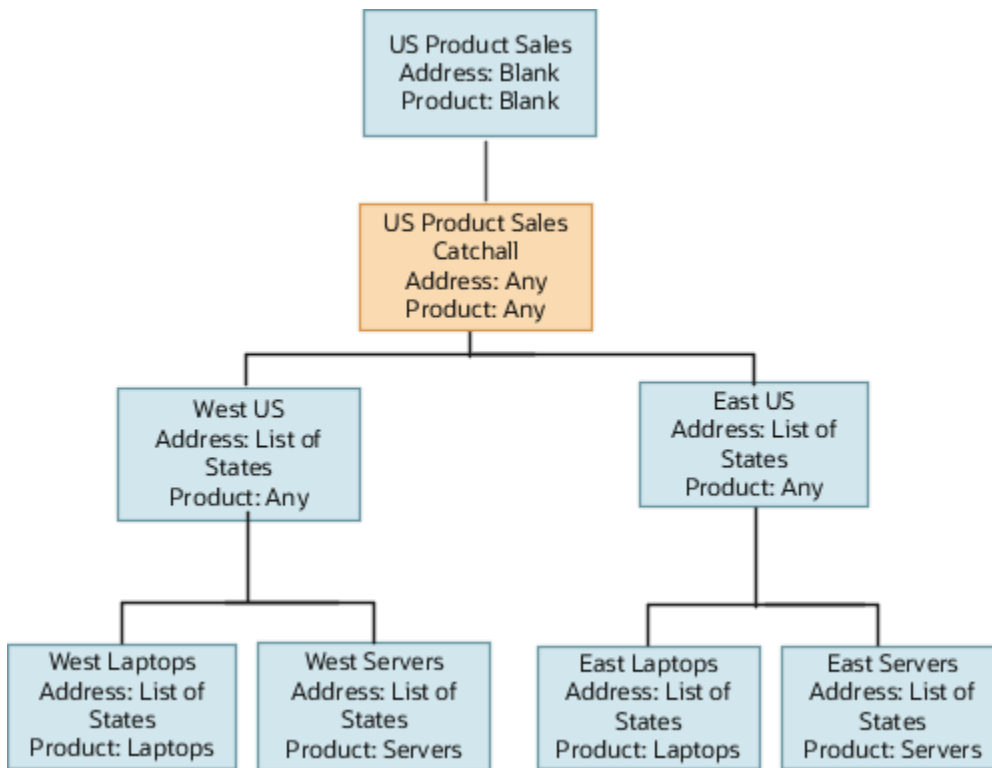 US Product Sales
Address: Blank
Product: Blank
US Product Sales
Catchall
Address: Any
Product: Any
West US
Address: List of
States
Product: Any
East US
Address: List of
States
Product: Any
West Laptops
Address: List of
States
Product: Laptops
West Servers
Address: List of
States
Product: Servers
East Laptops
Address: List of
States
Product: Laptops
East Servers
Address: List of
States
Product: Servers